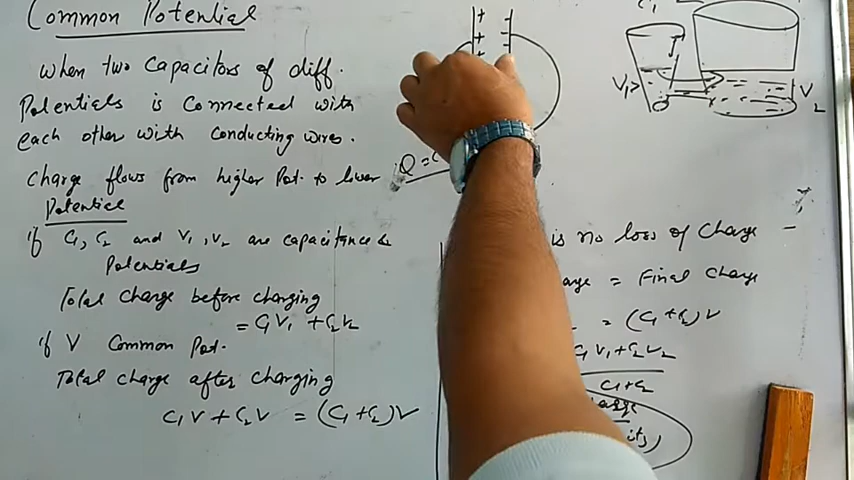 Common Potential
When two Capacitors of diff.
Potentials is Connected with
each other with conducting wires.
Charge flows from higher Pot. to lower
Potential
if C1, C2 and V1, V2 are capacitance &
Potentials
Total charge before charging
= C1V1 + C2V2
if V Common Pot.
Total charge after charging
C1V + C2V = (C1 + C2)V
+ -
+ -
+
Q = C
C1
V1
V2
is no loss of Charge
arge = Final Charge
= (C1 + C2)V
C1V1 + C2V2
C1 + C2